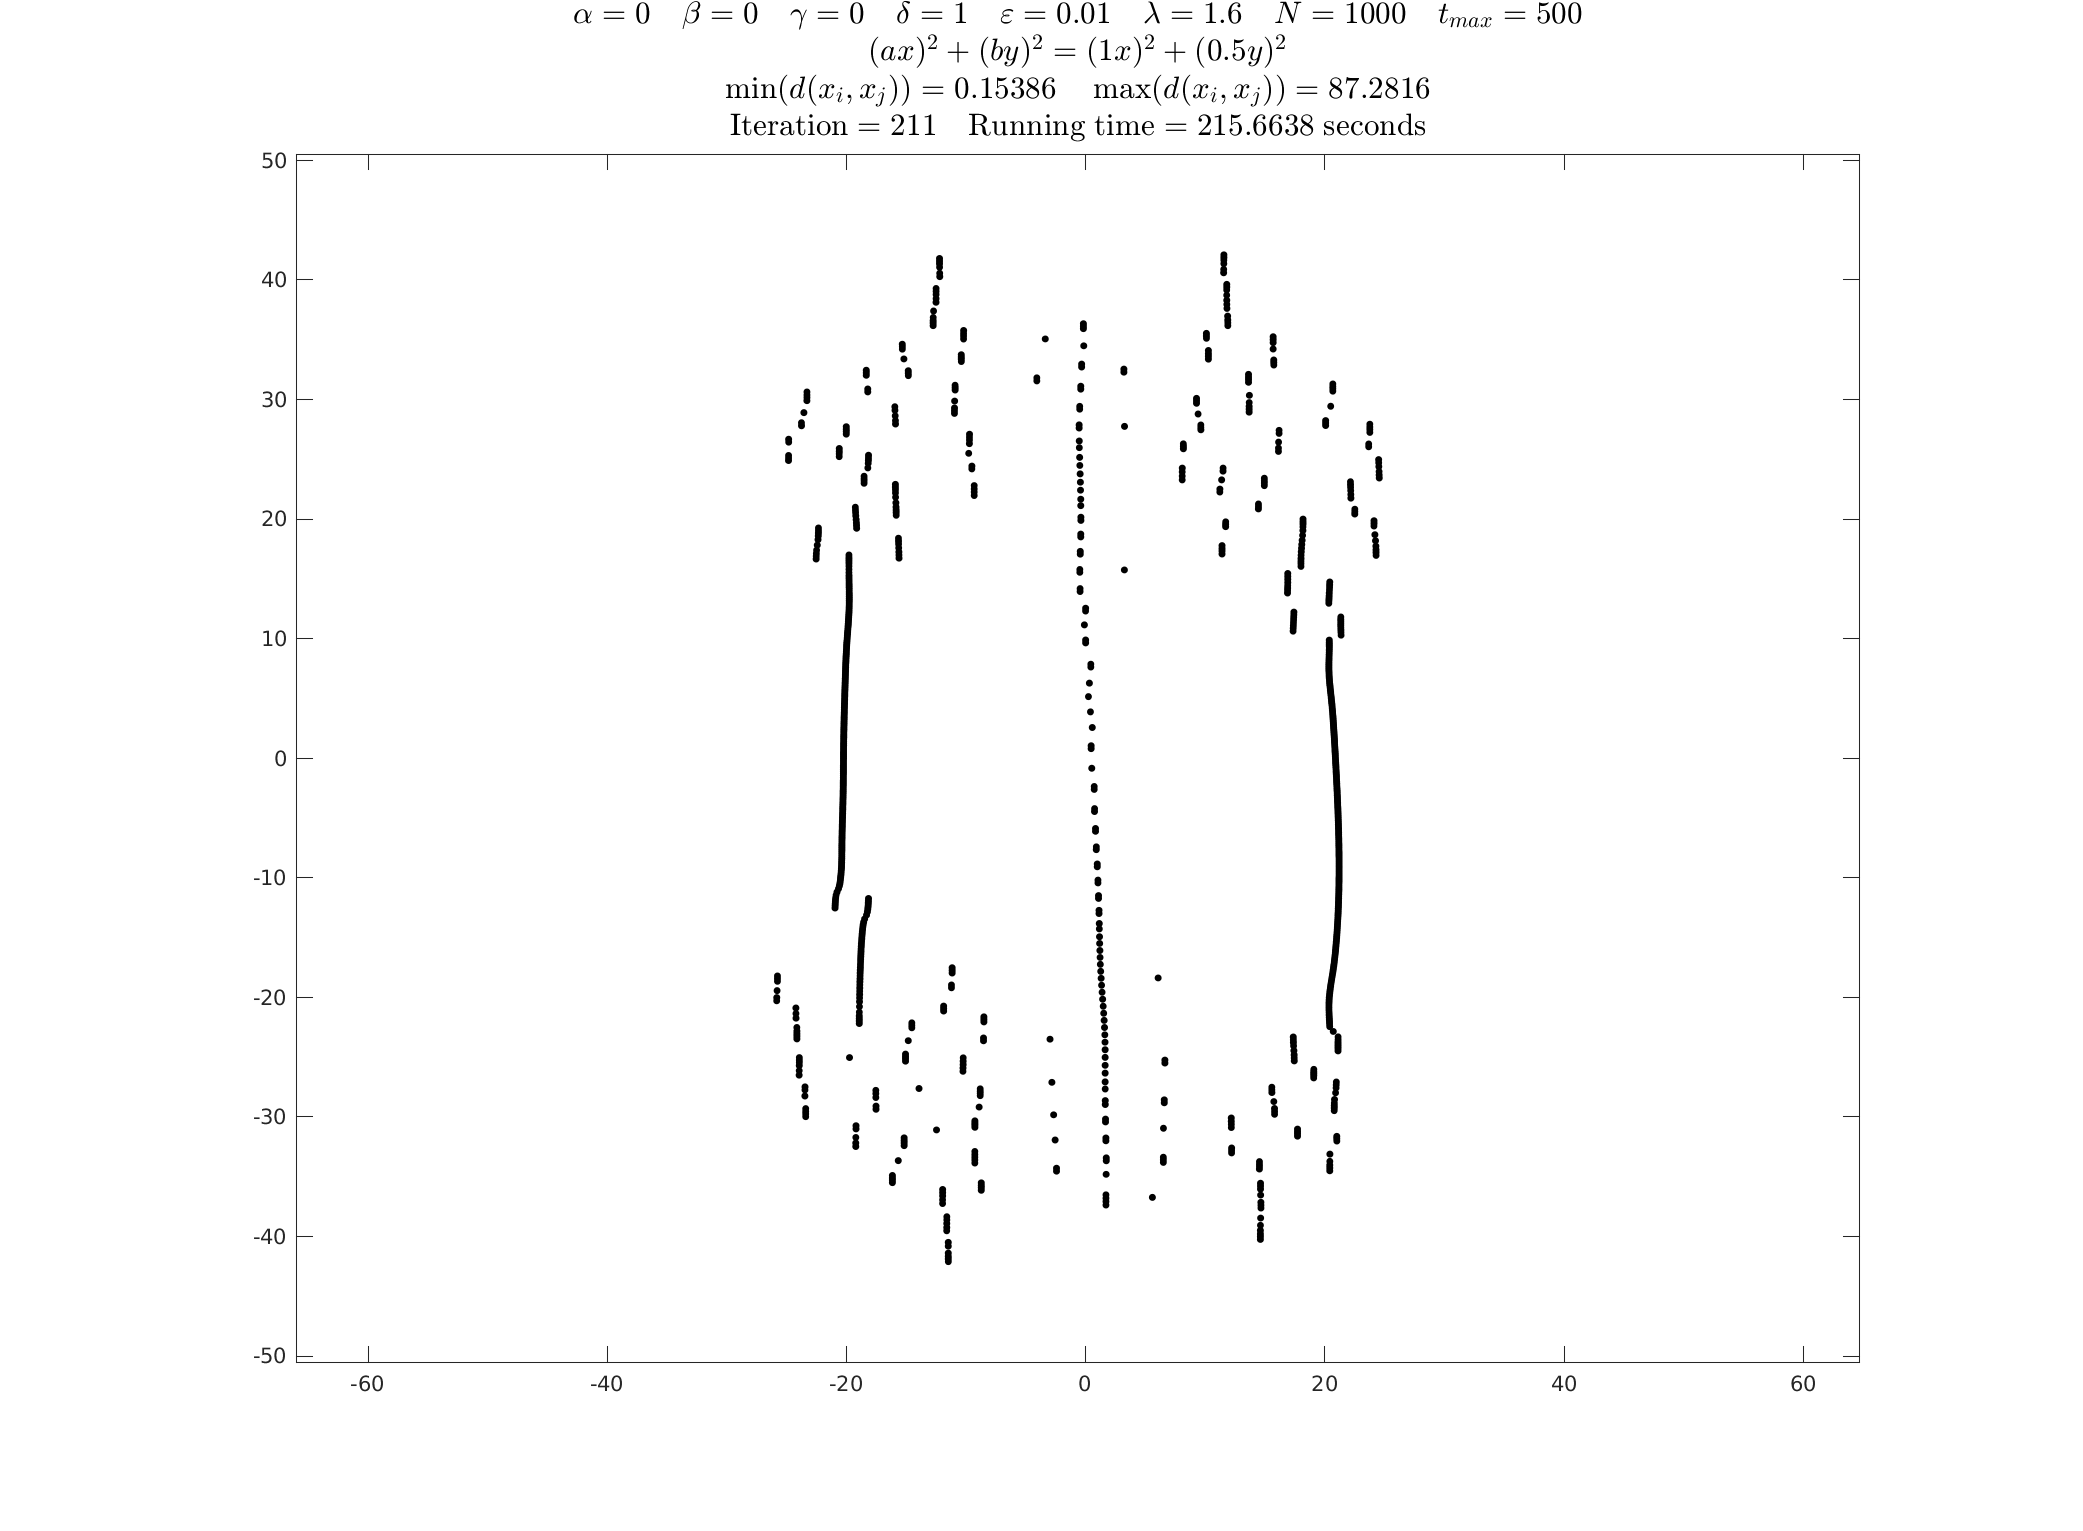 α = 0 β = 0 γ = 0 δ = 1 ε = 0.01 λ = 1.6 N = 1000 t_{max} = 500
(ax)² + (by)² = (1x)² + (0.5y)²
min(d(x_i, x_j)) = 0.15386 max(d(x_i, x_j)) = 87.2816
Iteration = 211 Running time = 215.6638 seconds
50
40
30
20
10
0
-10
-20
-30
-40
-50
-60 -40 -20 0 20 40 60